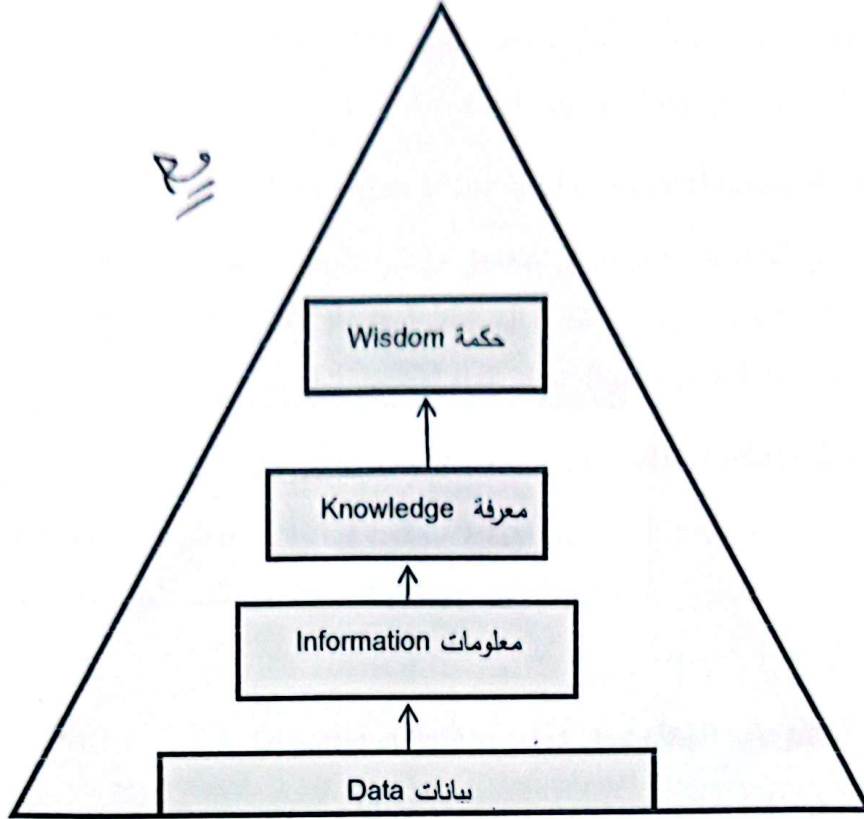 Wisdom حكمة
Knowledge معرفة
Information معلومات
Data بيانات